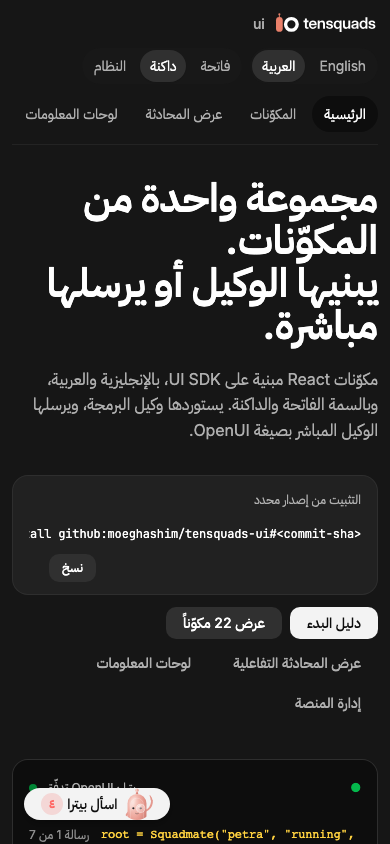 tensquads ui
English العربية فاتحة داكنة النظام
الرئيسية المكوّنات عرض المحادثة لوحات المعلومات
مجموعة واحدة من
المكوّنات.
يبنيها الوكيل أو يرسلها
مباشرة.
مكوّنات React مبنية على UI SDK، بالإنجليزية والعربية،
وبالسمة الفاتحة والداكنة. يستوردها وكيل البرمجة، ويرسلها
الوكيل المباشر بصيغة OpenUI.
التثبيت من إصدار محدد
all github:moeghashim/tensquads-ui#<commit-sha>
نسخ
دليل البدء عرض 22 مكوّناً
عرض المحادثة التفاعلية لوحات المعلومات
إدارة المنصة
اسأل بيترا ٤
root = Squadmate("petra", "running",
رسالة 1 من 7